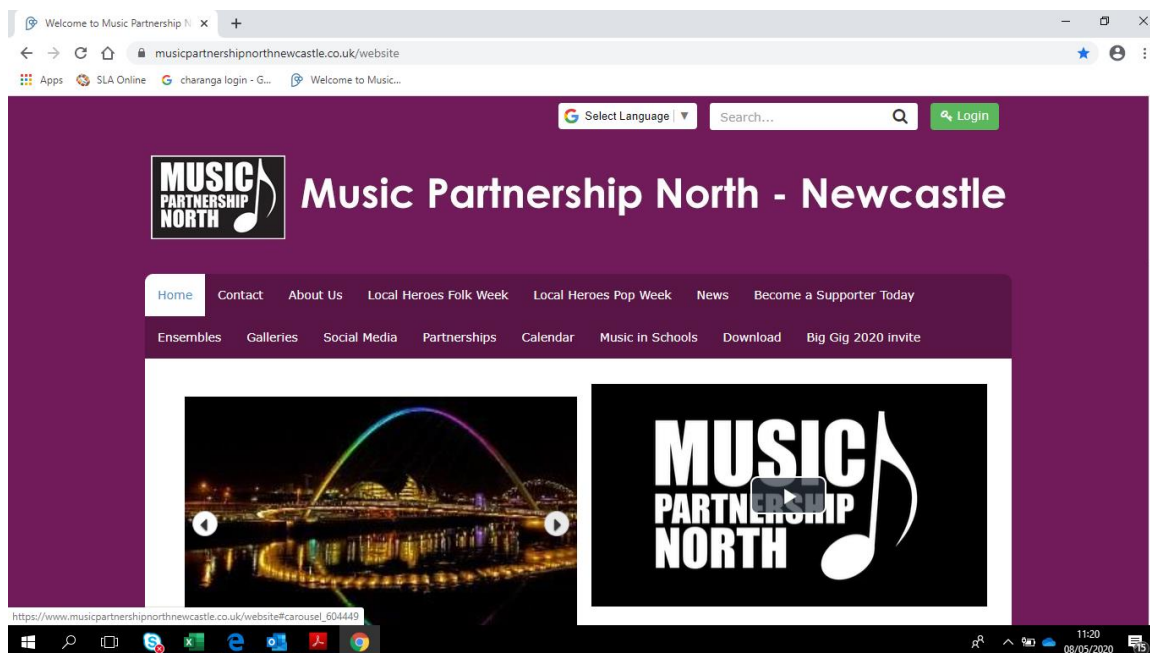 Welcome to Music Partnership N
musicpartnershipnorthnewcastle.co.uk/website
Apps SLA Online charanga login - G... Welcome to Music...
Select Language ▼ Search... Login
MUSIC
PARTNERSHIP
NORTH
Music Partnership North - Newcastle
Home Contact About Us Local Heroes Folk Week Local Heroes Pop Week News Become a Supporter Today
Ensembles Galleries Social Media Partnerships Calendar Music in Schools Download Big Gig 2020 invite
MUSIC
PARTNERSHIP
NORTH
https://www.musicpartnershipnorthnewcastle.co.uk/website#carousel_604449
11:20
08/05/2020
15